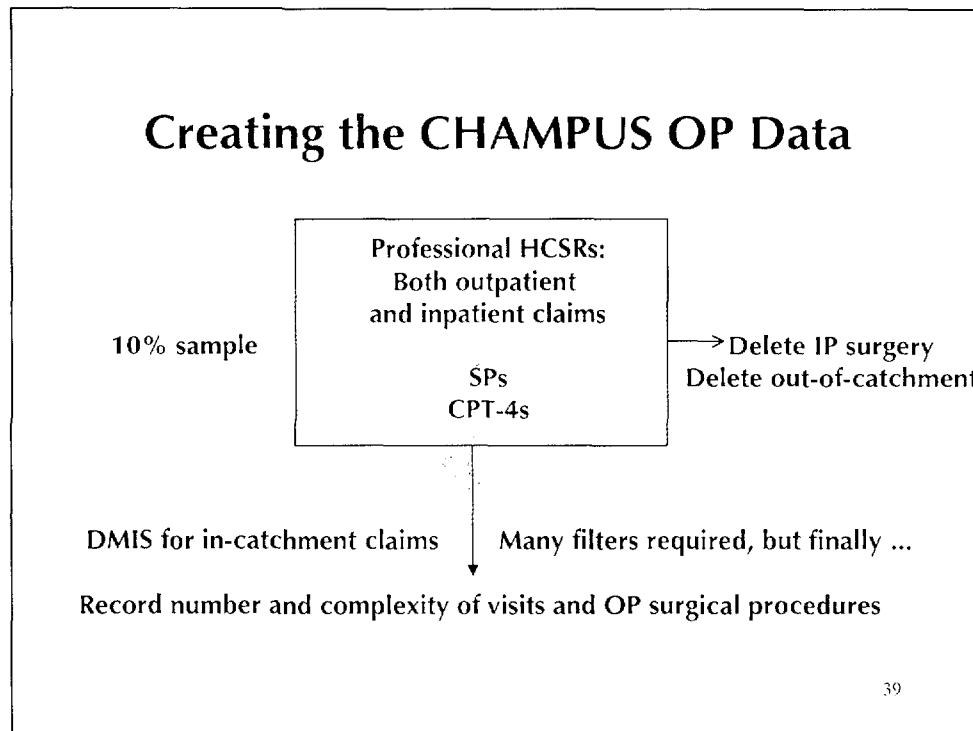 Creating the CHAMPUS OP Data
Professional HCSRs:
Both outpatient
and inpatient claims
SPs
CPT-4s
10% sample
Delete IP surgery
Delete out-of-catchment
DMIS for in-catchment claims
Many filters required, but finally ...
Record number and complexity of visits and OP surgical procedures
39